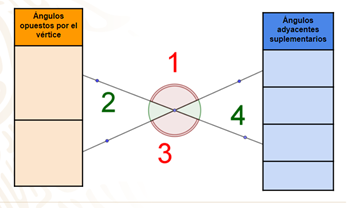 Ángulos
opuestos por el
vértice
Ángulos
adyacentes
suplementarios
1
2
4
3